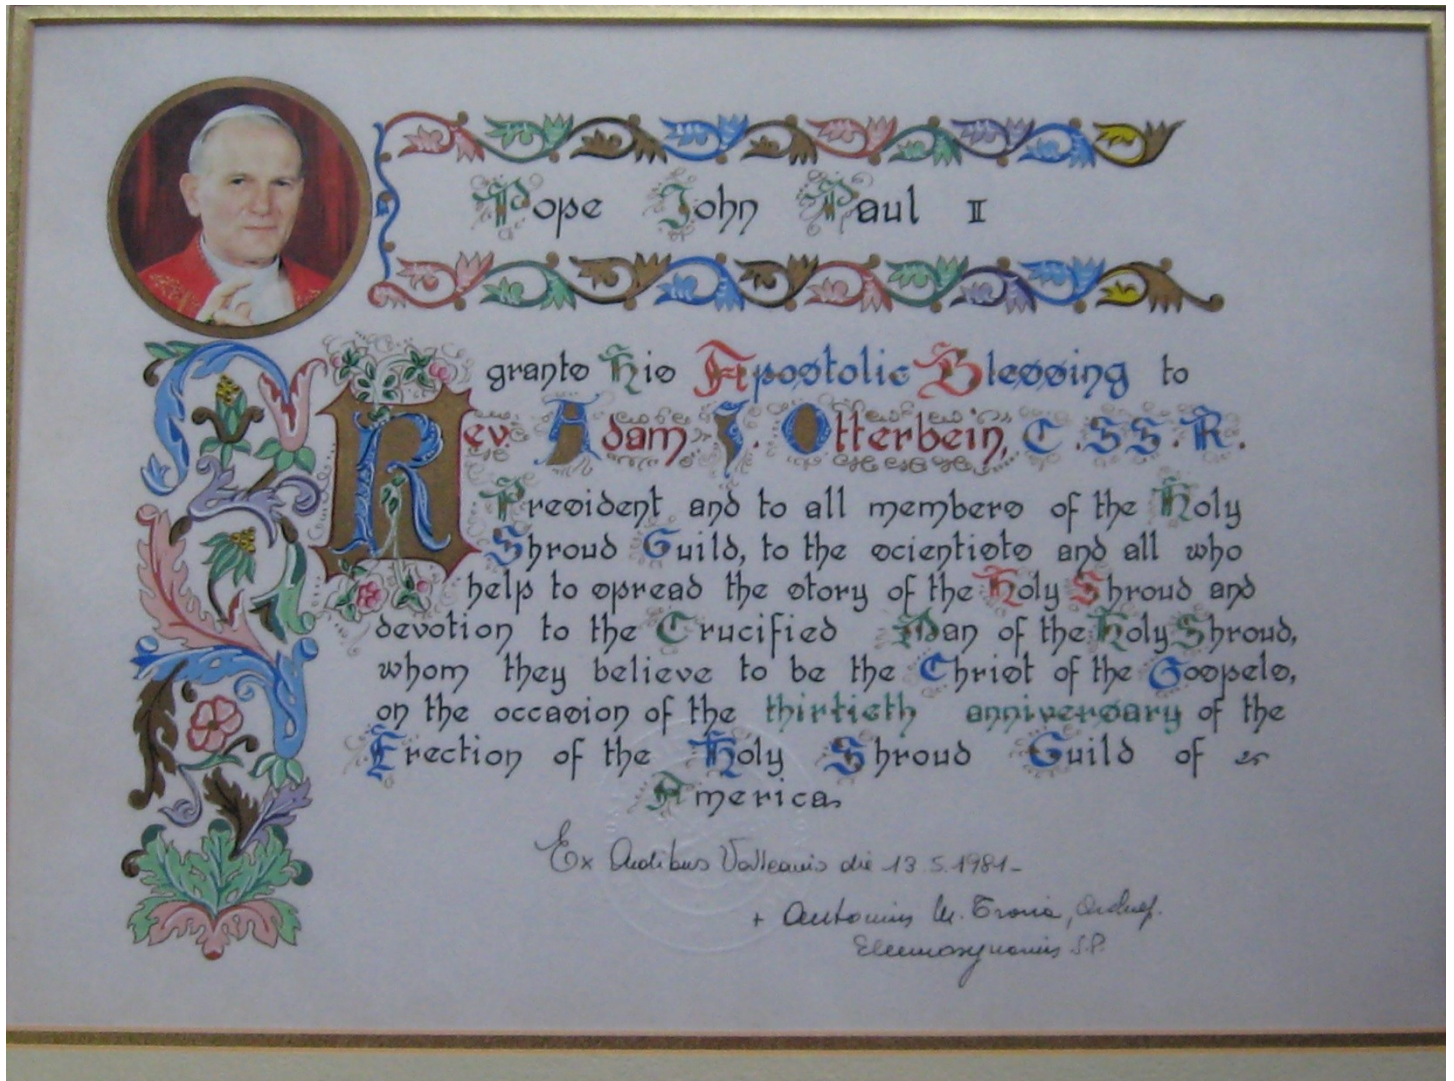 Pope John Paul II
grants His Apostolic Blessing to
Rev. Adam J. Otterbein, C.SS.R.
President and to all members of the Holy
Shroud Guild, to the scientists and all who
help to spread the story of the Holy Shroud and
devotion to the Crucified Man of the Holy Shroud,
whom they believe to be the Christ of the Gospels,
on the occasion of the thirtieth anniversary of the
Erection of the Holy Shroud Guild of
America.
Ex Aedibus Vaticanis die 13.5.1981-
+ Antonius M. Travia,
Eleemosynarius S.P.